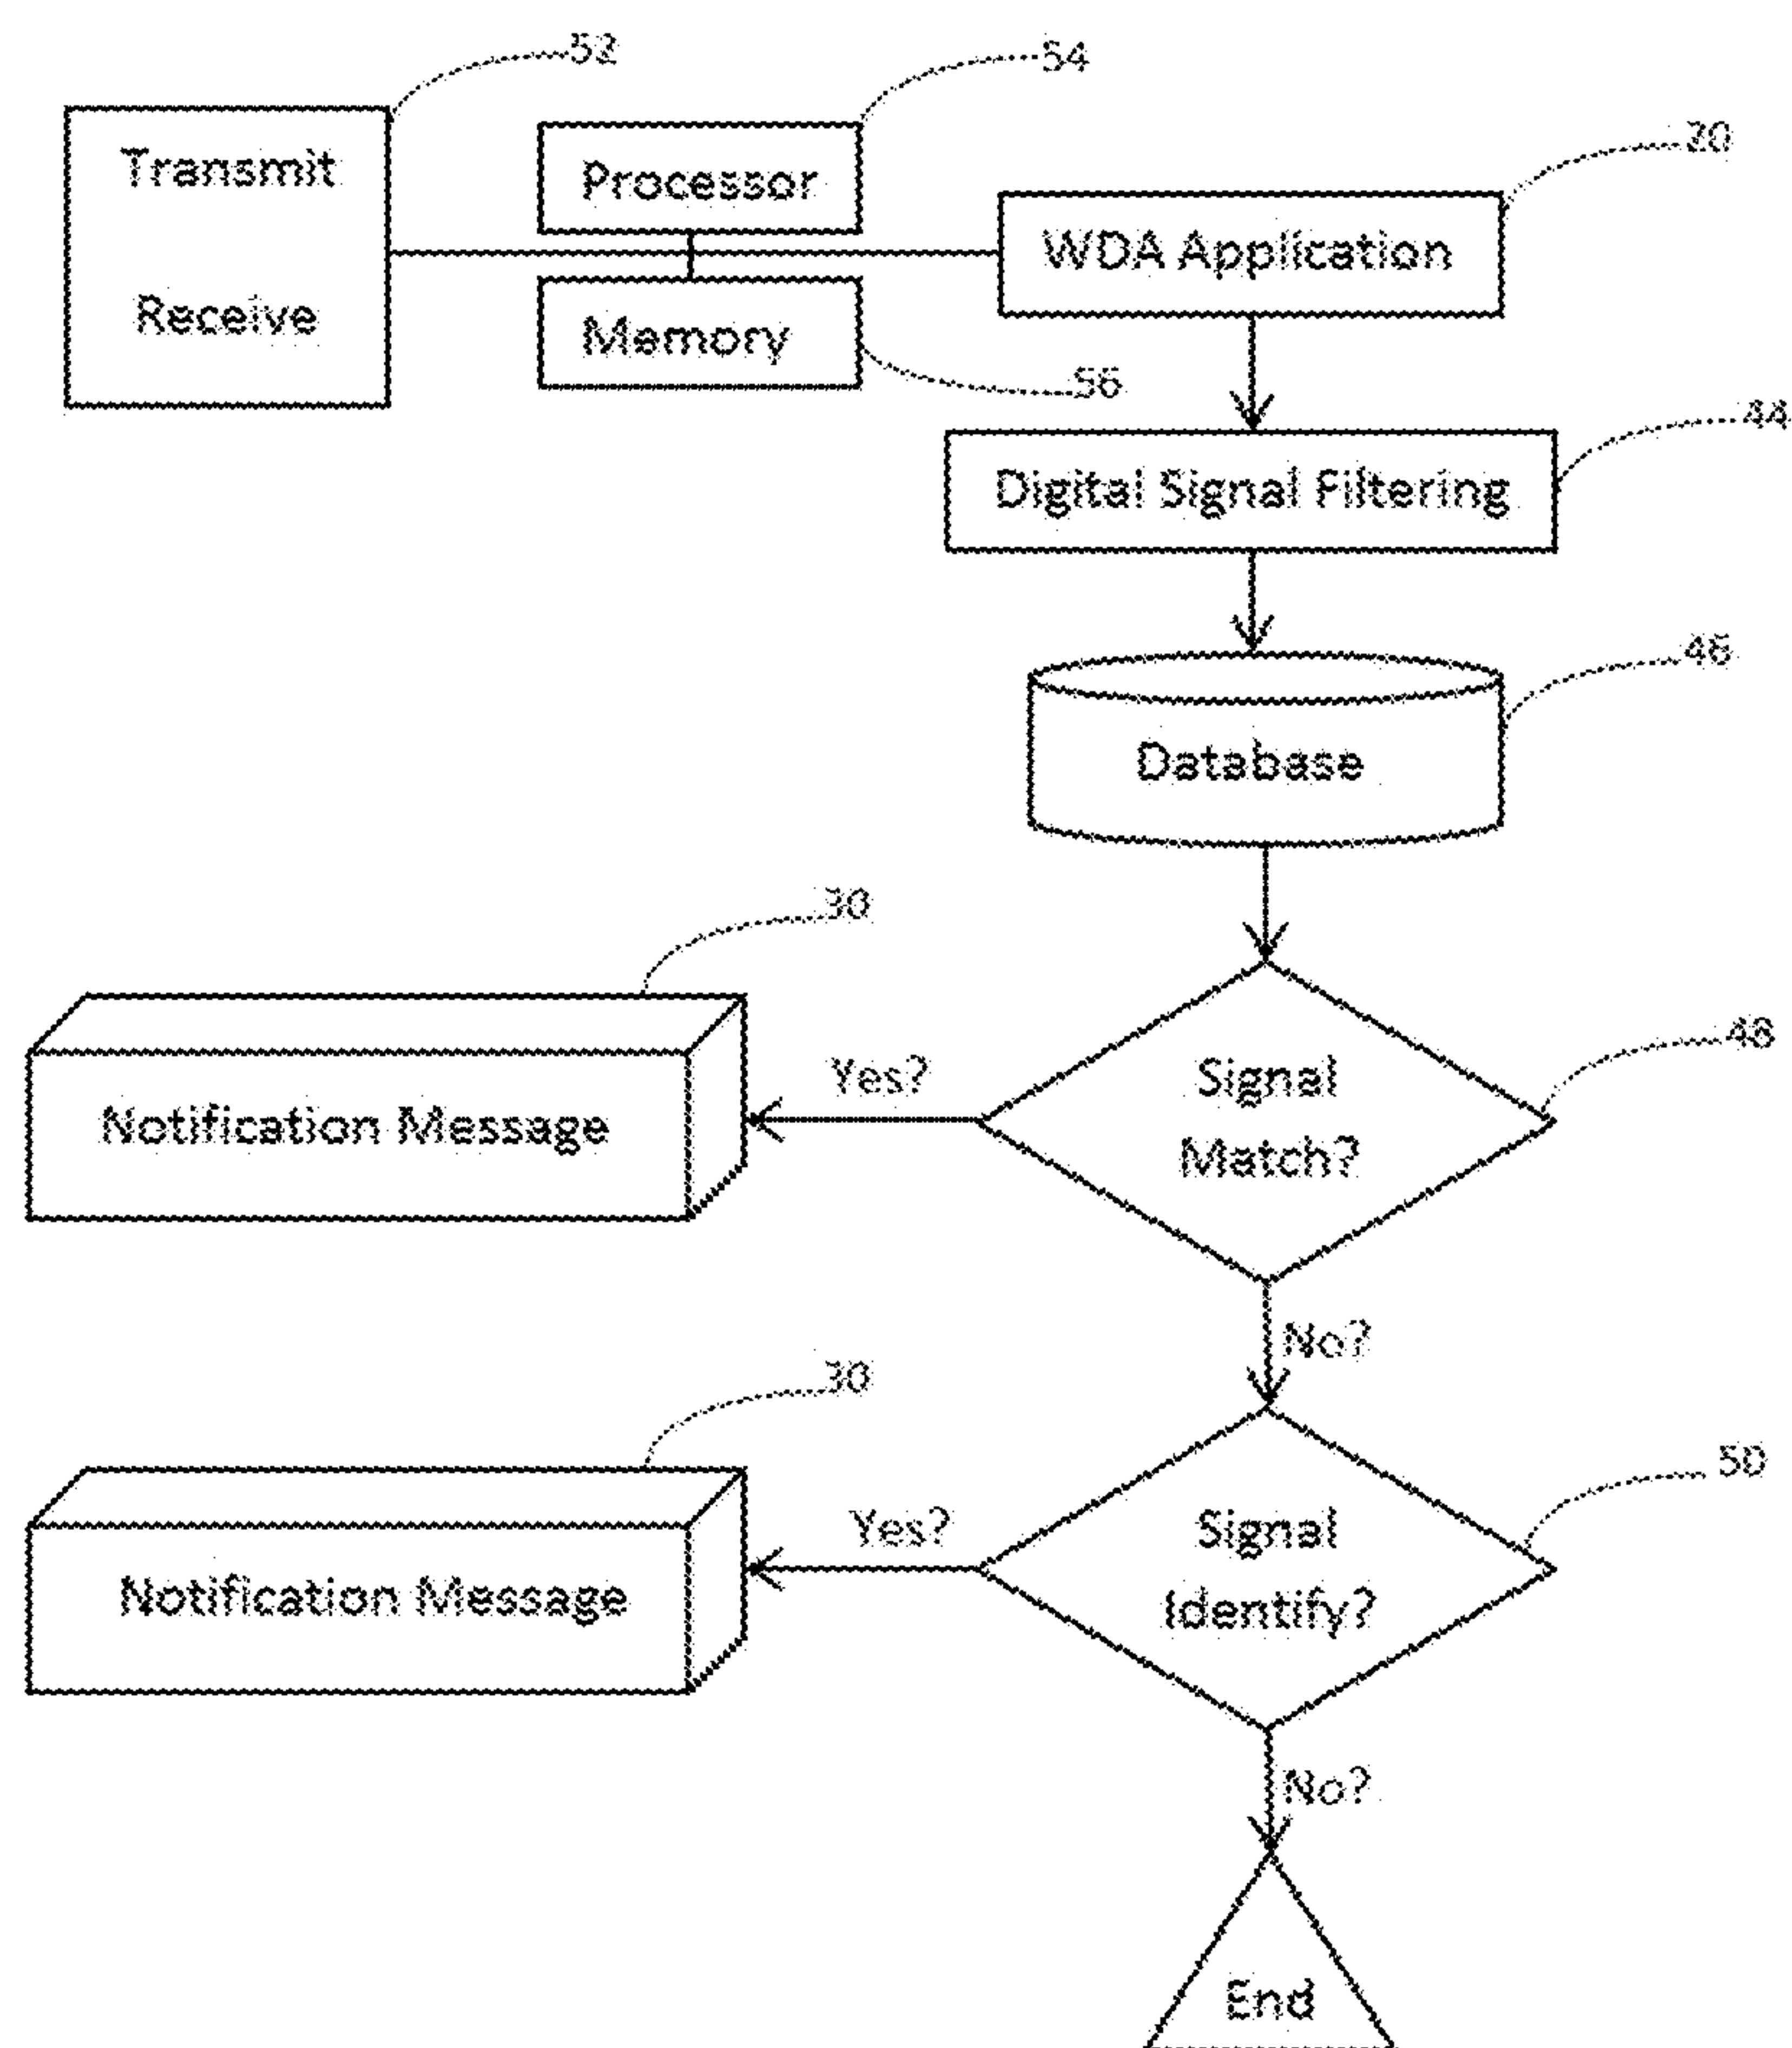 52
54
Transmit
Processor
20
WDA Application
Receive
Memory
56
44
Digital Signal Filtering
46
Database
30
48
Yes?
Signal
Match?
Notification Message
No?
30
50
Yes?
Signal
Identify?
Notification Message
No?
End